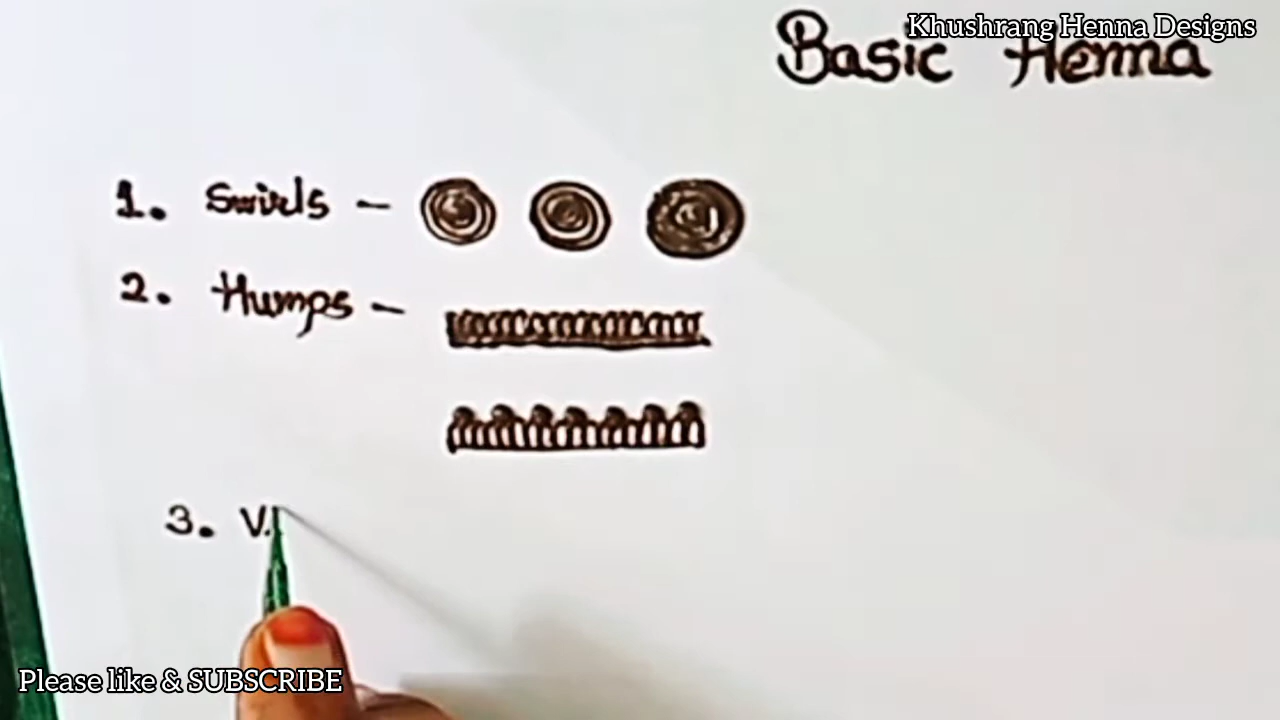 Khushrang Henna Designs
Basic Henna
1. Swirls -
2. Humps -
3. V
Please like & SUBSCRIBE